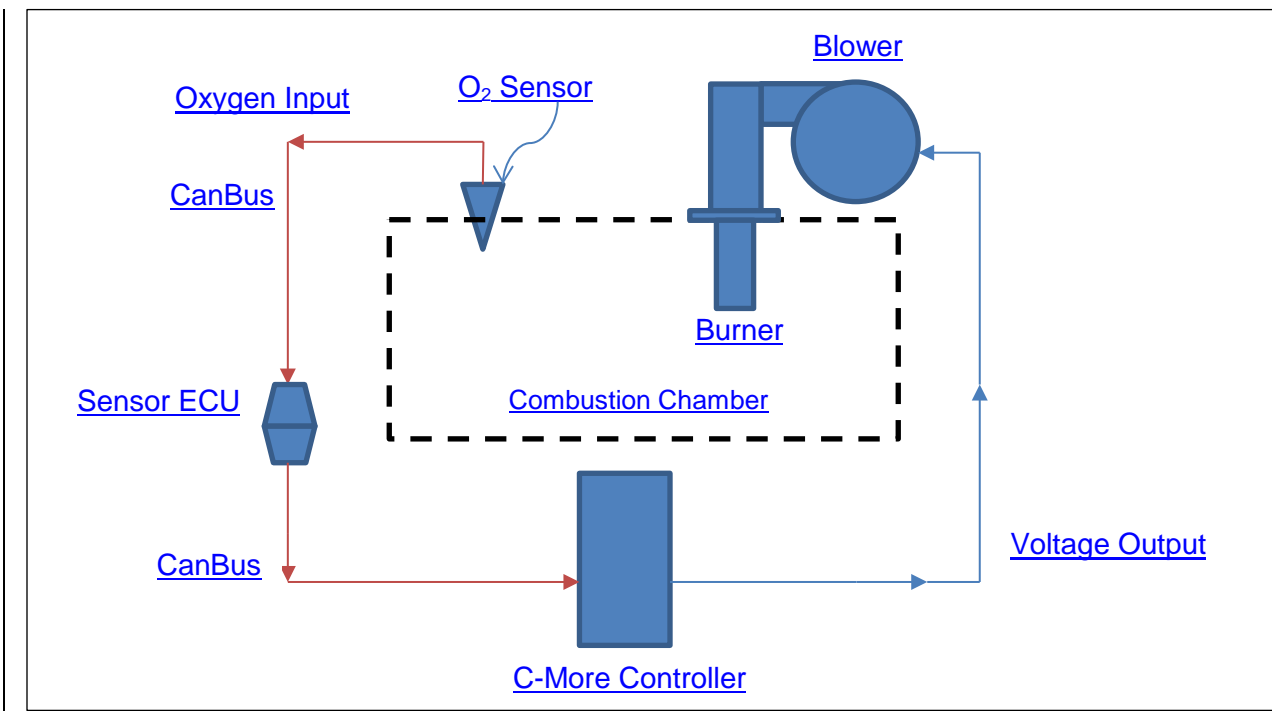 Blower
O₂ Sensor
Oxygen Input
CanBus
Burner
Sensor ECU
Combustion Chamber
CanBus
Voltage Output
C-More Controller